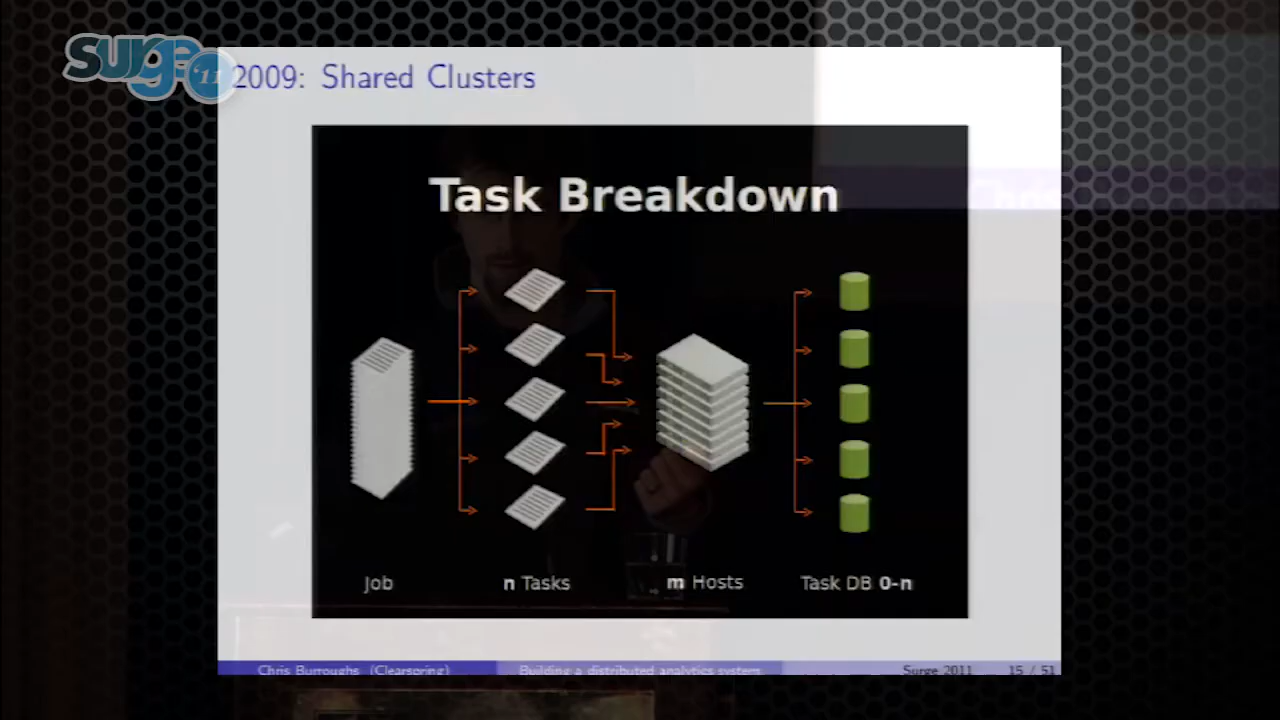 surge '11
2009: Shared Clusters
Task Breakdown
Job
n Tasks
m Hosts
Task DB 0-n
Chris Burroughs (Clearspring)
Building a distributed analytics system
Surge 2011
15 / 51